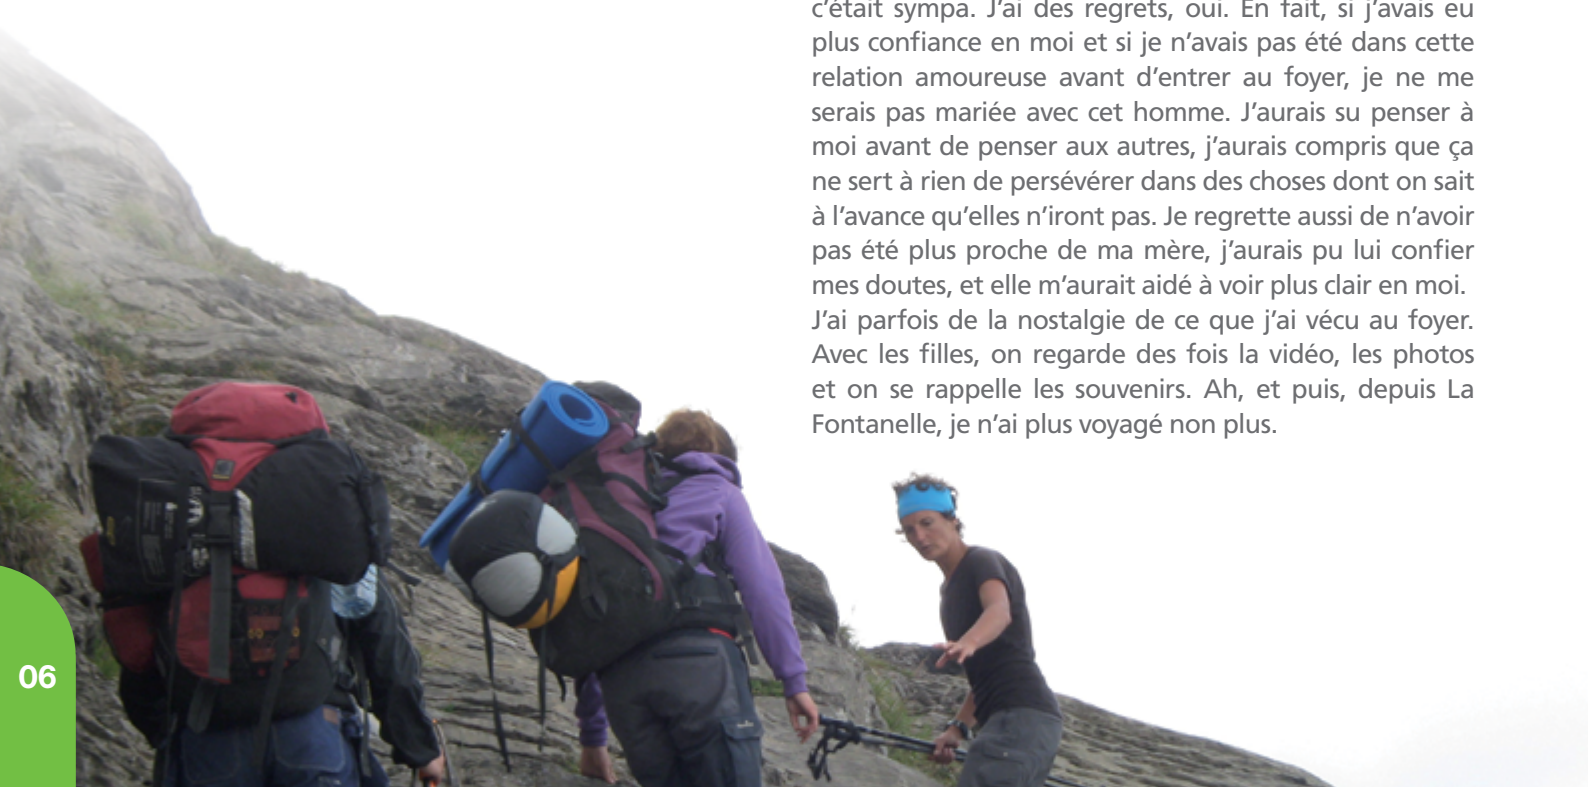 c’était sympa. J’ai des regrets, oui. En fait, si j’avais eu
plus confiance en moi et si je n’avais pas été dans cette
relation amoureuse avant d’entrer au foyer, je ne me
serais pas mariée avec cet homme. J’aurais su penser à
moi avant de penser aux autres, j’aurais compris que ça
ne sert à rien de persévérer dans des choses dont on sait
à l’avance qu’elles n’iront pas. Je regrette aussi de n’avoir
pas été plus proche de ma mère, j’aurais pu lui confier
mes doutes, et elle m’aurait aidé à voir plus clair en moi.
J’ai parfois de la nostalgie de ce que j’ai vécu au foyer.
Avec les filles, on regarde des fois la vidéo, les photos
et on se rappelle les souvenirs. Ah, et puis, depuis La
Fontanelle, je n’ai plus voyagé non plus.
06